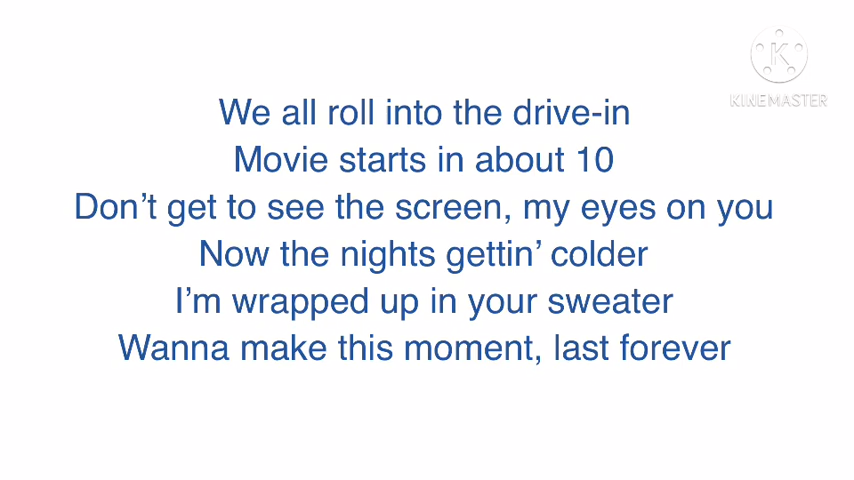 KINEMASTER
We all roll into the drive-in
Movie starts in about 10
Don’t get to see the screen, my eyes on you
Now the nights gettin’ colder
I’m wrapped up in your sweater
Wanna make this moment, last forever